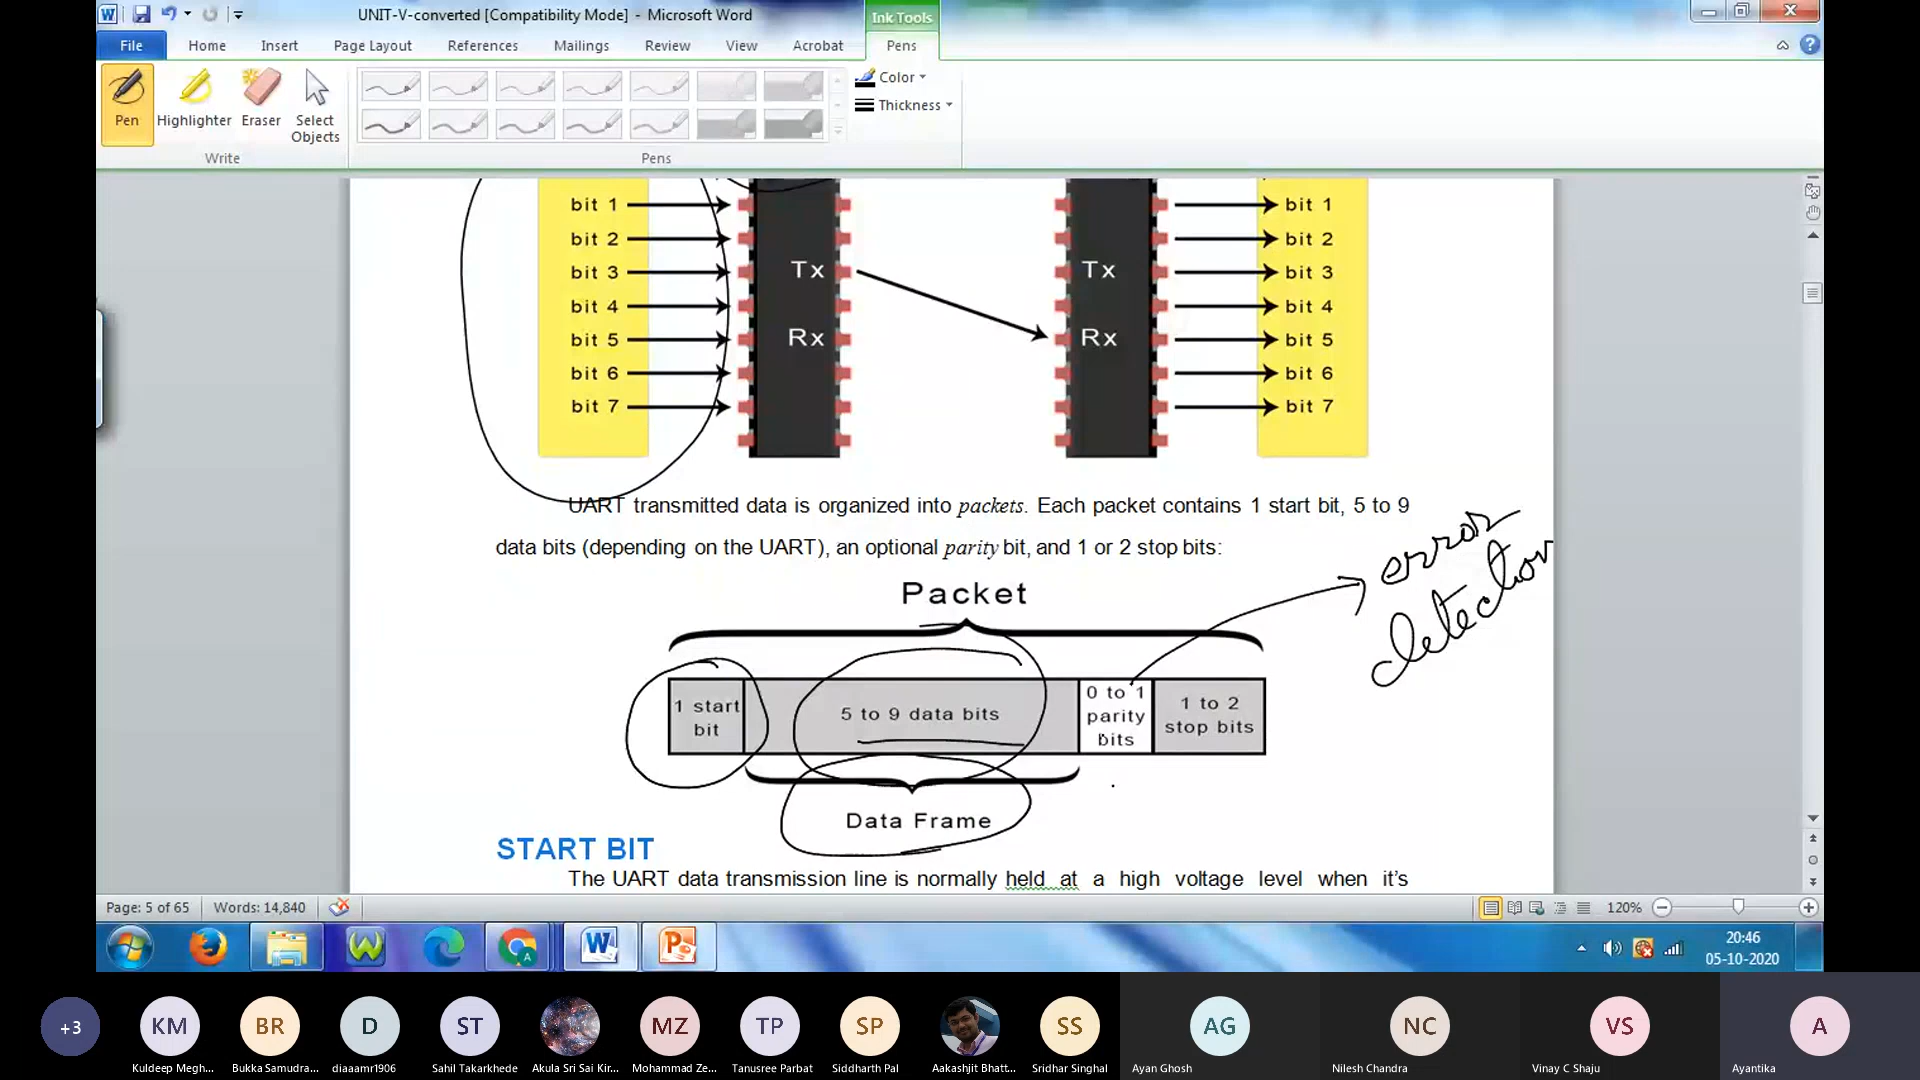 UNIT-V-converted [Compatibility Mode] - Microsoft Word
Ink Tools
File Home Insert Page Layout References Mailings Review View Acrobat Pens
Pen Highlighter Eraser Select Objects
Color
Thickness
Write Pens
bit 1 bit 1
bit 2 bit 2
bit 3 Tx Tx bit 3
bit 4 bit 4
bit 5 Rx Rx bit 5
bit 6 bit 6
bit 7 bit 7
UART transmitted data is organized into packets. Each packet contains 1 start bit, 5 to 9
data bits (depending on the UART), an optional parity bit, and 1 or 2 stop bits:
error
detection
Packet
1 start bit
5 to 9 data bits
0 to 1 parity bits
1 to 2 stop bits
Data Frame
START BIT
The UART data transmission line is normally held at a high voltage level when it’s
Page: 5 of 65 Words: 14,840 120%
20:46
05-10-2020
+3 KM BR D ST MZ TP SP SS AG NC VS A
Kuldeep Megh... Bukka Samudra... diaaamr1906 Sahil Takarkhede Akula Sri Sai Kir... Mohammad Ze... Tanusree Parbat Siddharth Pal Aakashjit Bhatt... Sridhar Singhal Ayan Ghosh Nilesh Chandra Vinay C Shaju Ayantika